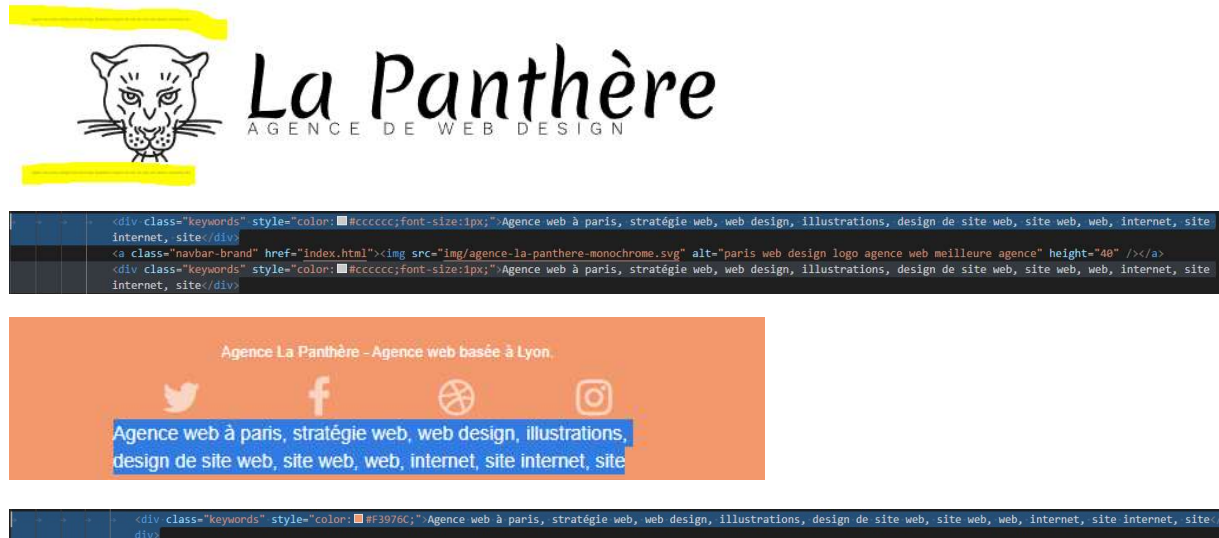 La Panthère
AGENCE DE WEB DESIGN
<div class="keywords" style="color:#cccccc;font-size:1px;">Agence web à paris, stratégie web, web design, illustrations, design de site web, site web, web, internet, site
internet, site</div>
<a class="navbar-brand" href="index.html"><img src="img/agence-la-panthere-monochrome.svg" alt="paris web design logo agence web meilleure agence" height="40" /></a>
<div class="keywords" style="color:#cccccc;font-size:1px;">Agence web à paris, stratégie web, web design, illustrations, design de site web, site web, web, internet, site
internet, site</div>
Agence La Panthère - Agence web basée à Lyon.
Agence web à paris, stratégie web, web design, illustrations,
design de site web, site web, web, internet, site internet, site
<div class="keywords" style="color:#F3976C;">Agence web à paris, stratégie web, web design, illustrations, design de site web, site web, web, internet, site internet, site</
div>